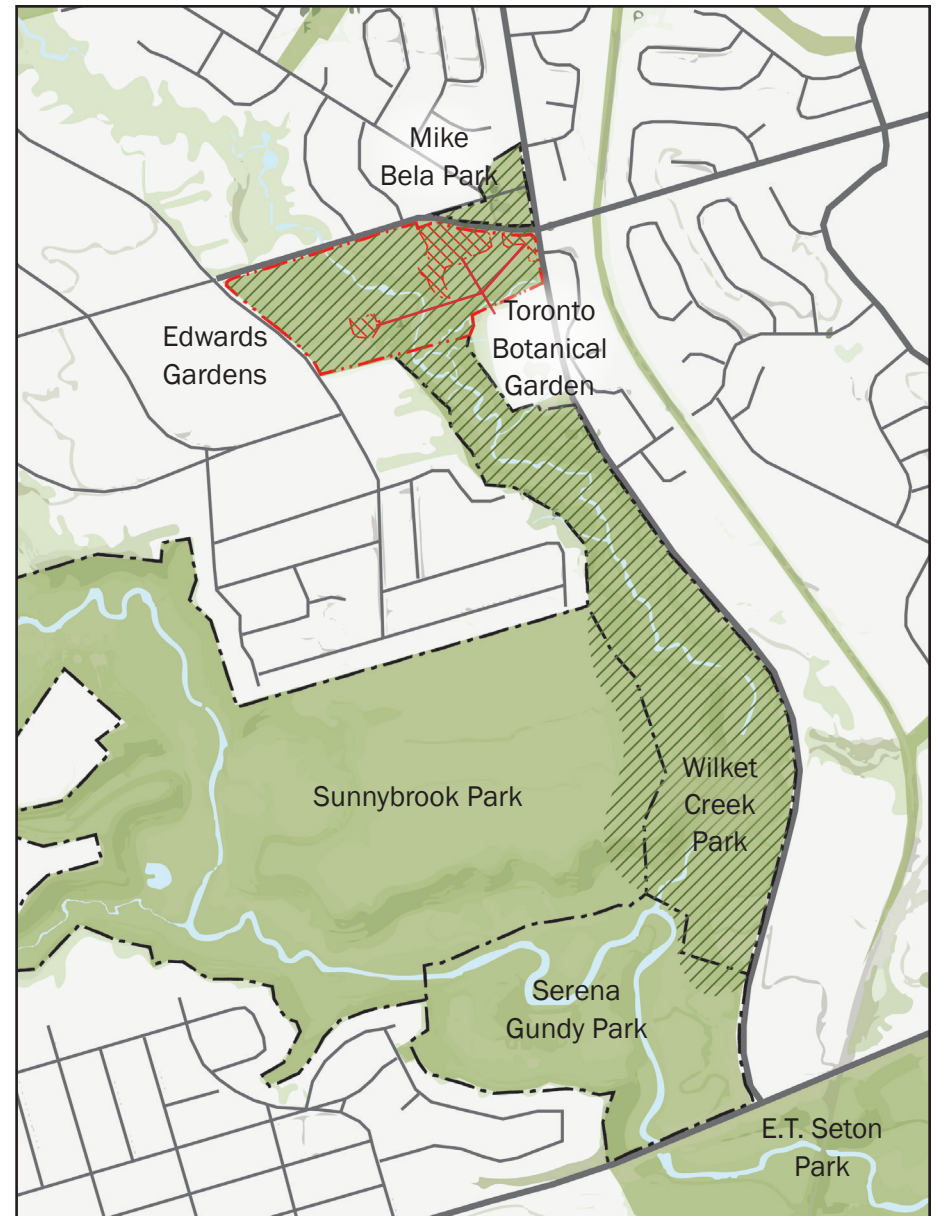 Mike
Bela Park
Edwards
Gardens
Toronto
Botanical
Garden
Sunnybrook Park
Wilket
Creek
Park
Serena
Gundy Park
E.T. Seton
Park